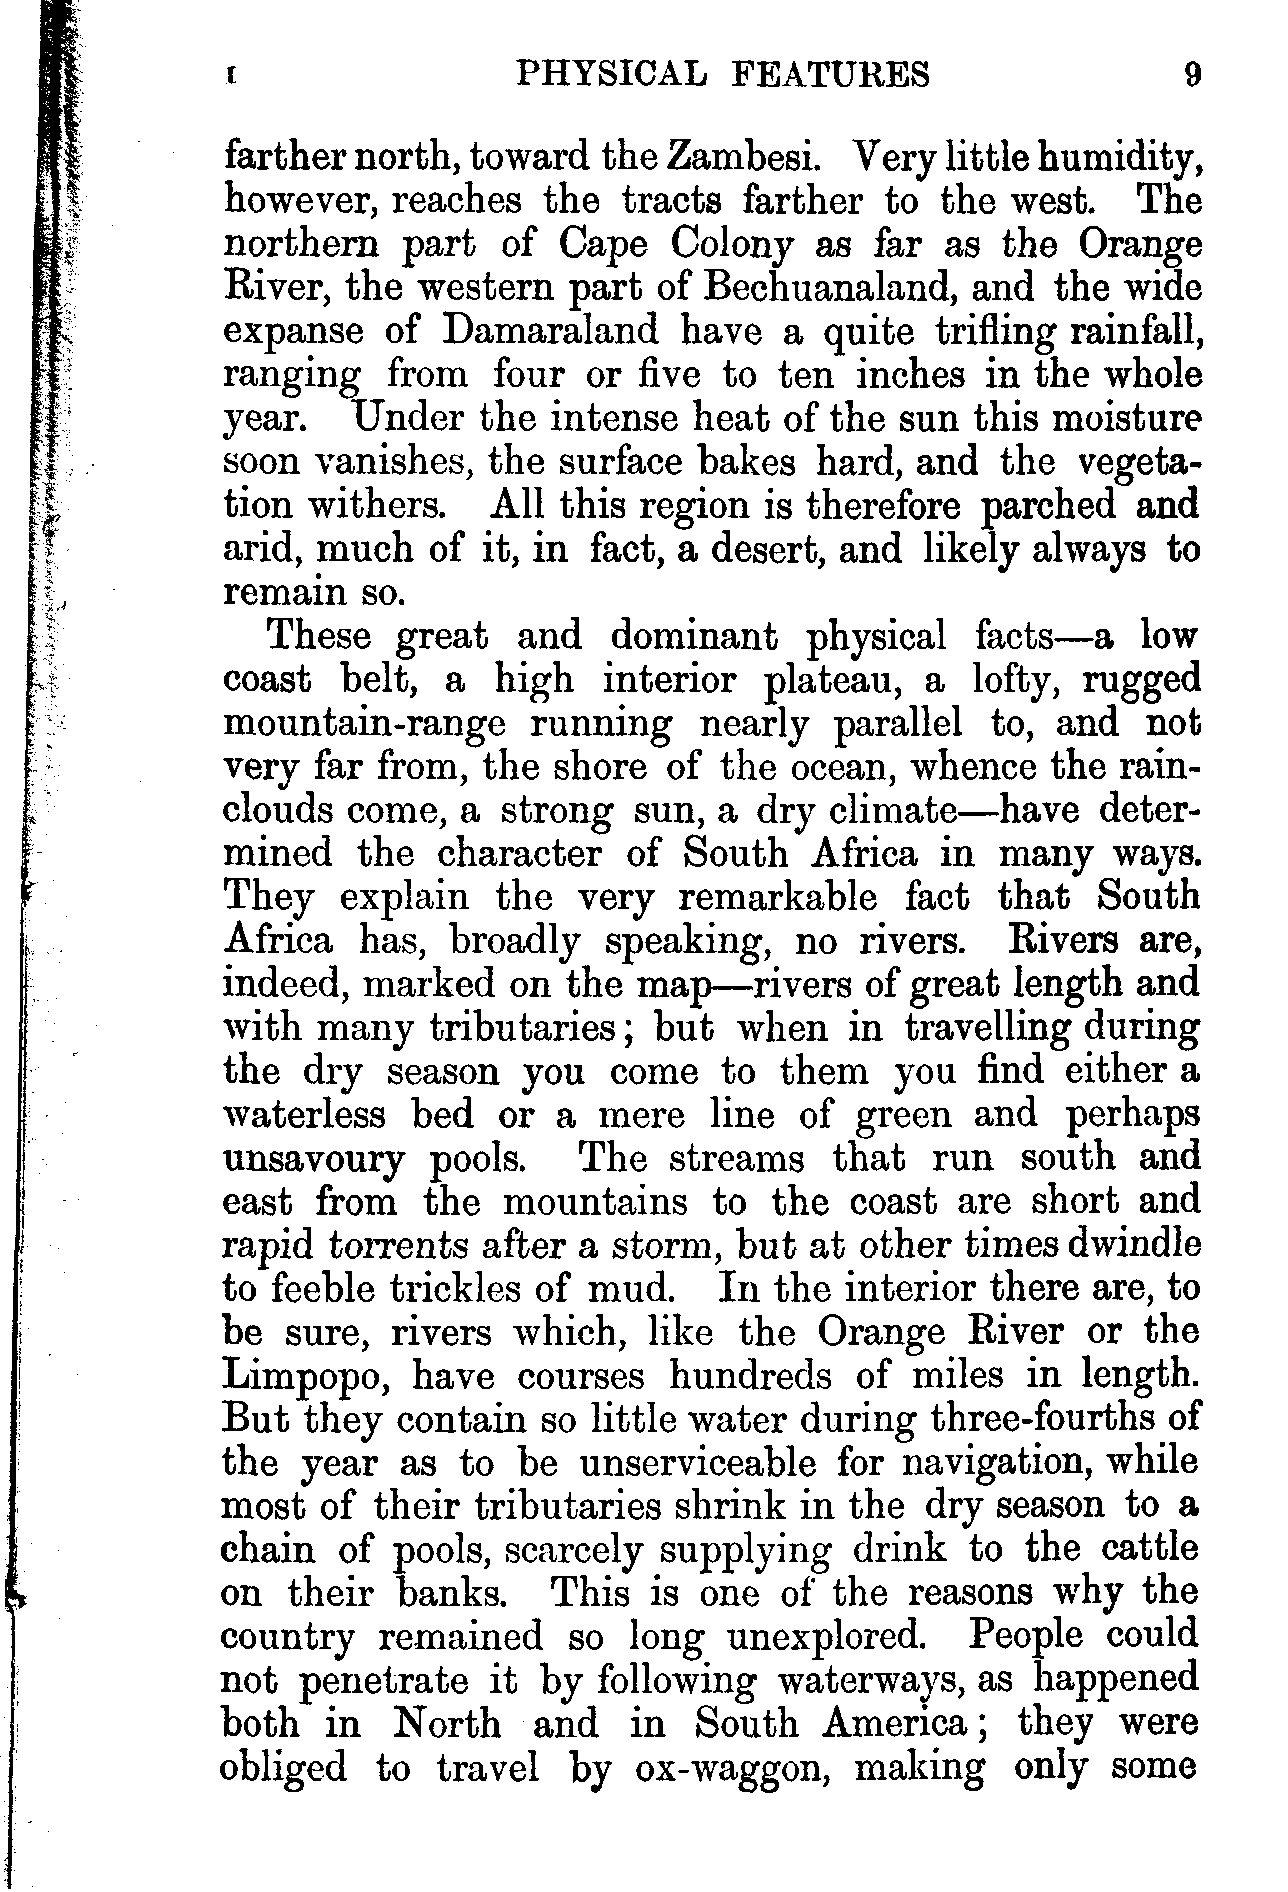 I PHYSICAL FEATURES 9
farther north, toward the Zambesi. Very little humidity,
however, reaches the tracts farther to the west. The
northern part of Cape Colony as far as the Orange
River, the western part of Bechuanaland, and the wide
expanse of Damaraland have a quite trifling rainfall,
ranging from four or five to ten inches in the whole
year. Under the intense heat of the sun this moisture
soon vanishes, the surface bakes hard, and the vegeta-
tion withers. All this region is therefore parched and
arid, much of it, in fact, a desert, and likely always to
remain so.
These great and dominant physical facts—a low
coast belt, a high interior plateau, a lofty, rugged
mountain-range running nearly parallel to, and not
very far from, the shore of the ocean, whence the rain-
clouds come, a strong sun, a dry climate—have deter-
mined the character of South Africa in many ways.
They explain the very remarkable fact that South
Africa has, broadly speaking, no rivers. Rivers are,
indeed, marked on the map—rivers of great length and
with many tributaries; but when in travelling during
the dry season you come to them you find either a
waterless bed or a mere line of green and perhaps
unsavoury pools. The streams that run south and
east from the mountains to the coast are short and
rapid torrents after a storm, but at other times dwindle
to feeble trickles of mud. In the interior there are, to
be sure, rivers which, like the Orange River or the
Limpopo, have courses hundreds of miles in length.
But they contain so little water during three-fourths of
the year as to be unserviceable for navigation, while
most of their tributaries shrink in the dry season to a
chain of pools, scarcely supplying drink to the cattle
on their banks. This is one of the reasons why the
country remained so long unexplored. People could
not penetrate it by following waterways, as happened
both in North and in South America; they were
obliged to travel by ox-waggon, making only some